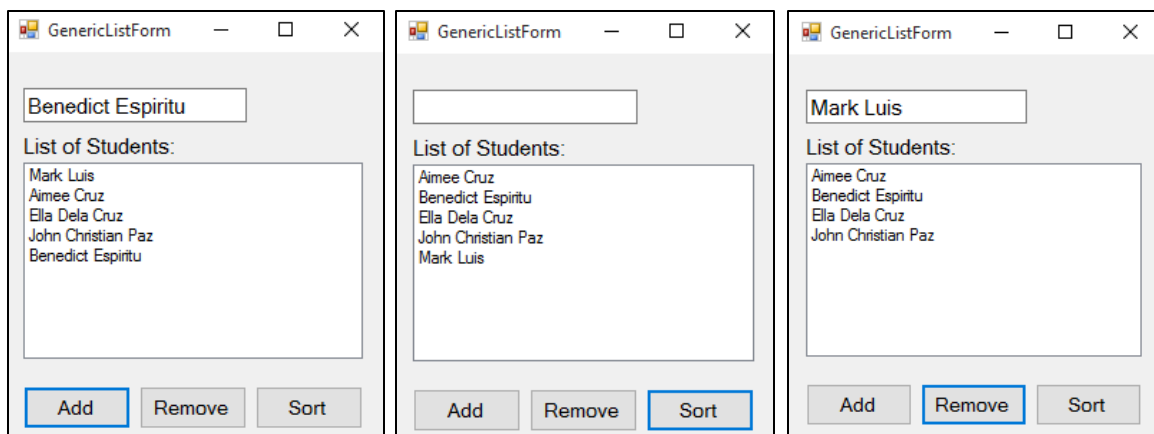 GenericListForm
Benedict Espiritu
List of Students:
Mark Luis
Aimee Cruz
Ella Dela Cruz
John Christian Paz
Benedict Espiritu
Add Remove Sort
GenericListForm
List of Students:
Aimee Cruz
Benedict Espiritu
Ella Dela Cruz
John Christian Paz
Mark Luis
Add Remove Sort
GenericListForm
Mark Luis
List of Students:
Aimee Cruz
Benedict Espiritu
Ella Dela Cruz
John Christian Paz
Add Remove Sort